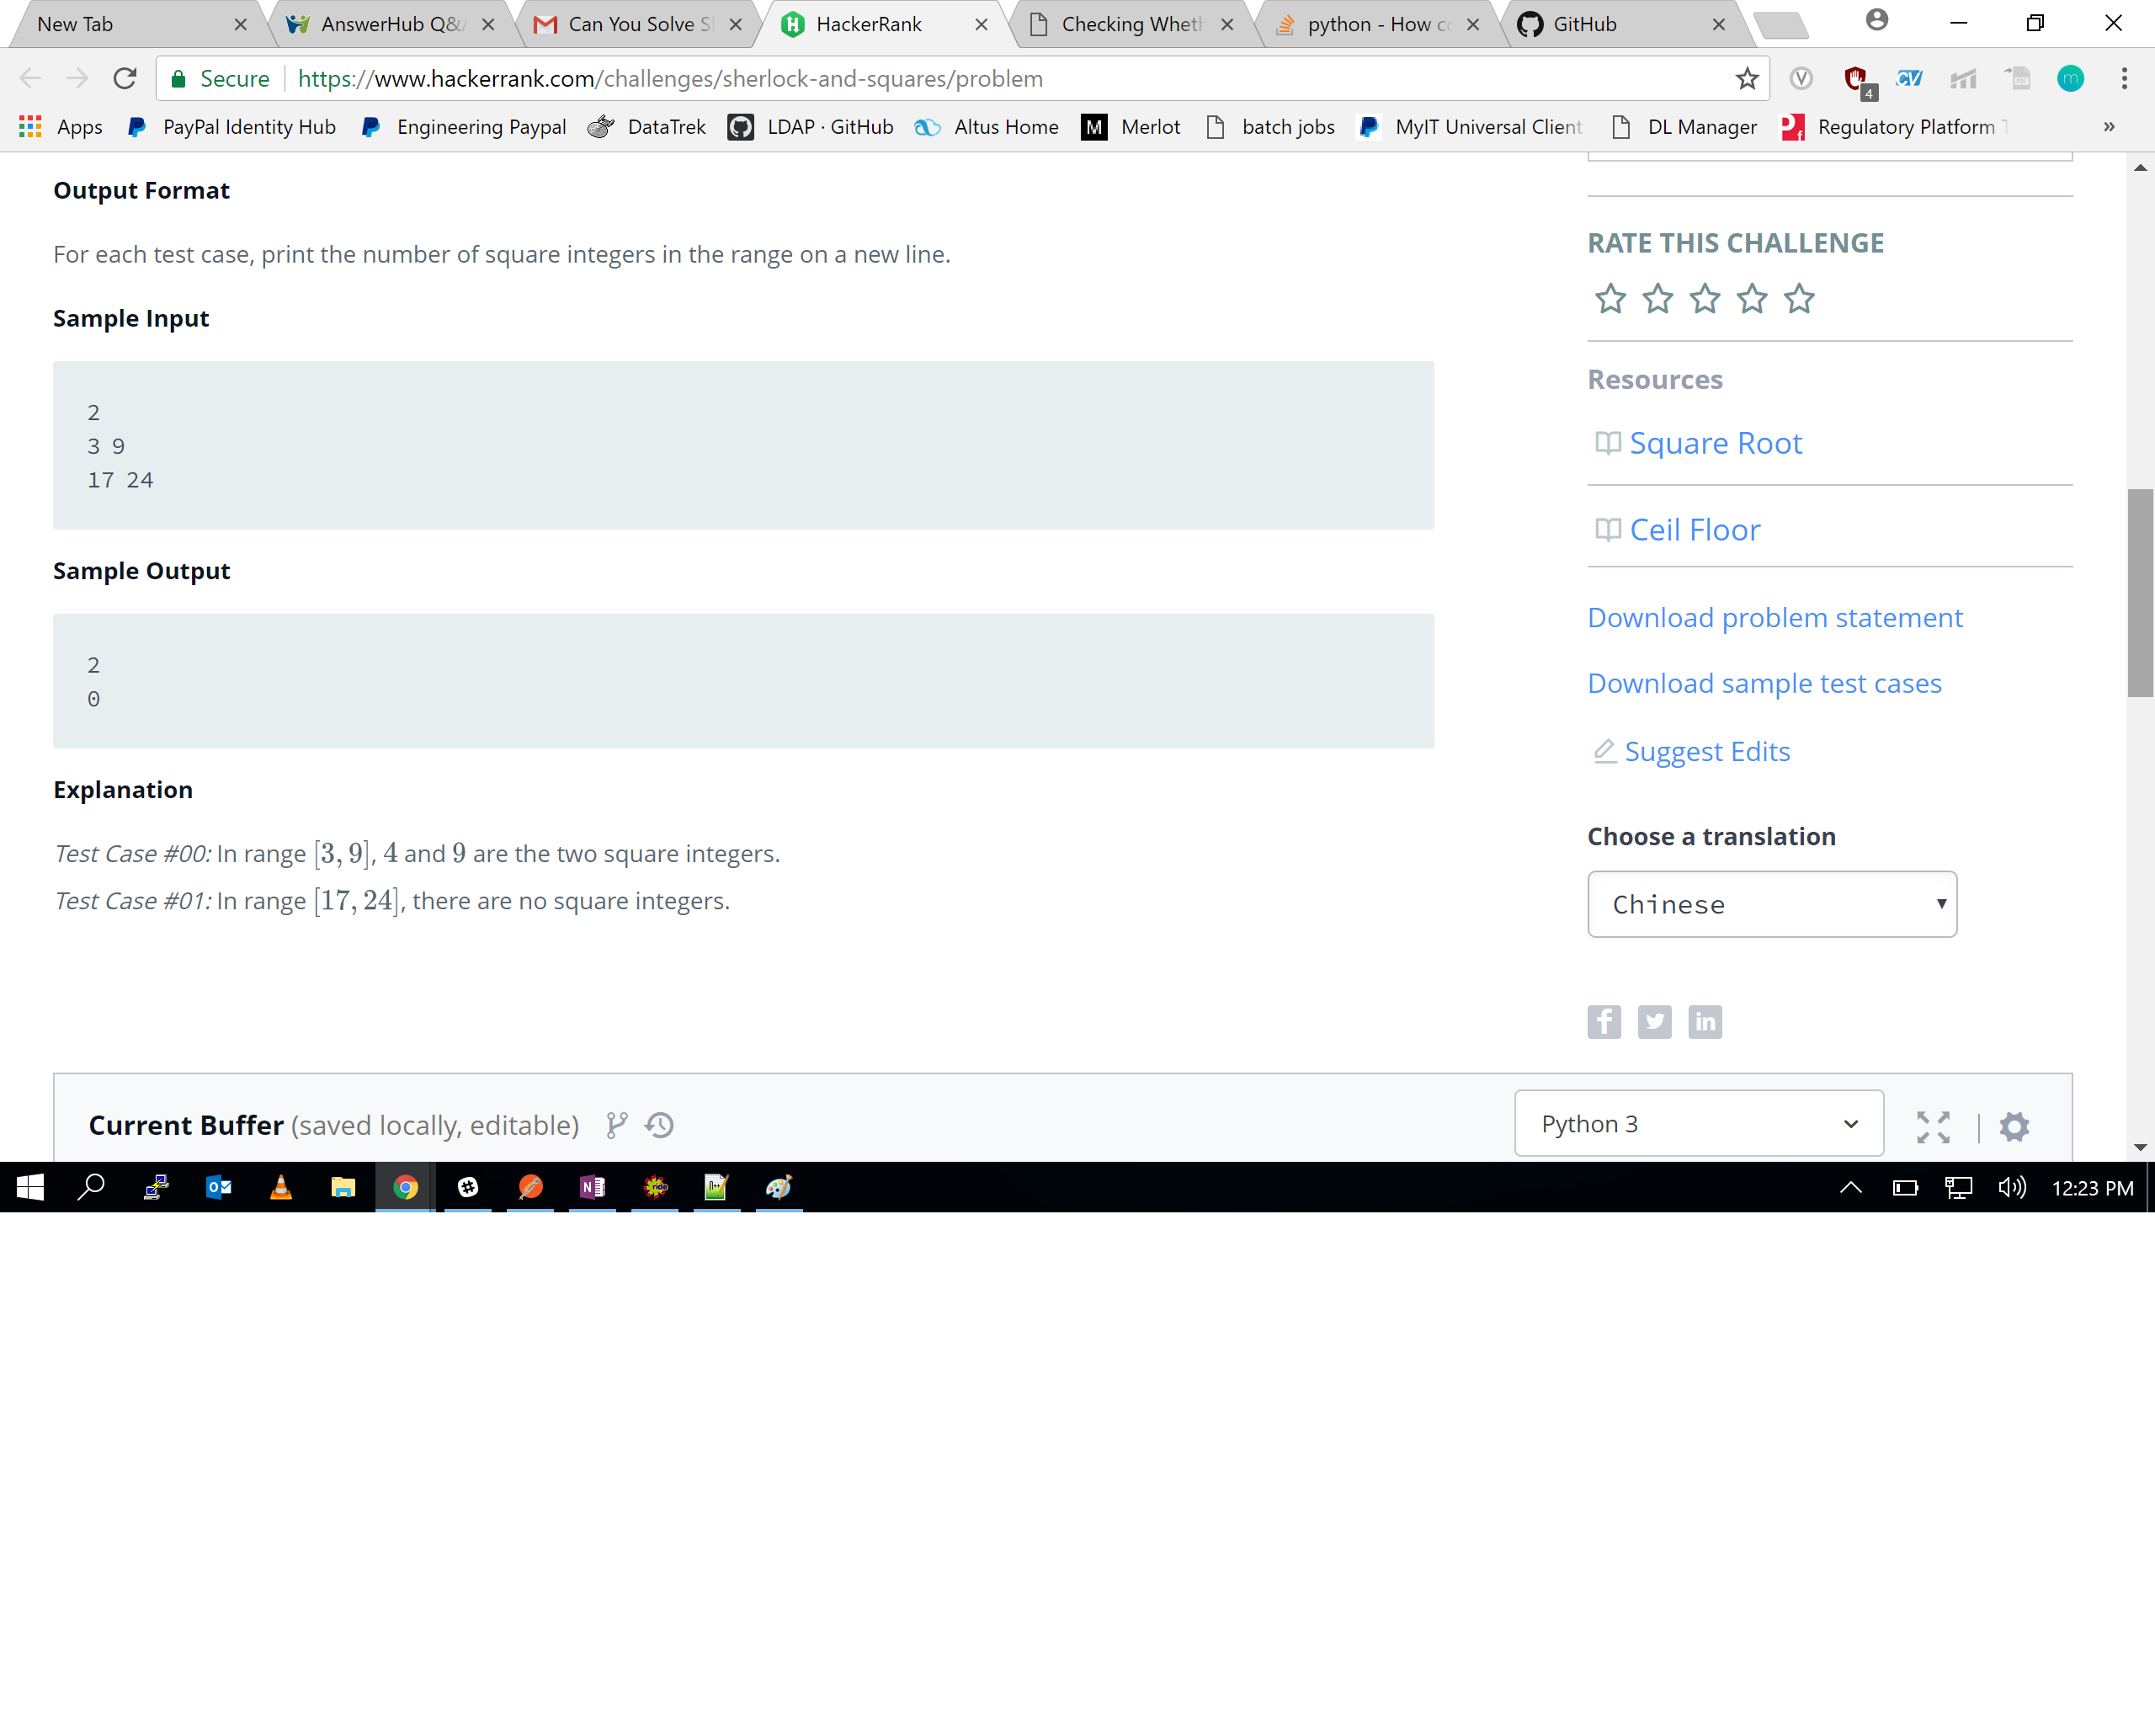 New Tab
AnswerHub Q&
Can You Solve S
HackerRank
Checking Wheth
python - How co
GitHub
Secure https://www.hackerrank.com/challenges/sherlock-and-squares/problem
4
Apps PayPal Identity Hub Engineering Paypal DataTrek LDAP · GitHub Altus Home M Merlot batch jobs MyIT Universal Client DL Manager Regulatory Platform T »
Output Format
For each test case, print the number of square integers in the range on a new line.
Sample Input
2
3 9
17 24
Sample Output
2
0
Explanation
Test Case #00: In range [3, 9], 4 and 9 are the two square integers.
Test Case #01: In range [17, 24], there are no square integers.
RATE THIS CHALLENGE
Resources
Square Root
Ceil Floor
Download problem statement
Download sample test cases
Suggest Edits
Choose a translation
Chinese
Current Buffer (saved locally, editable)
Python 3
12:23 PM